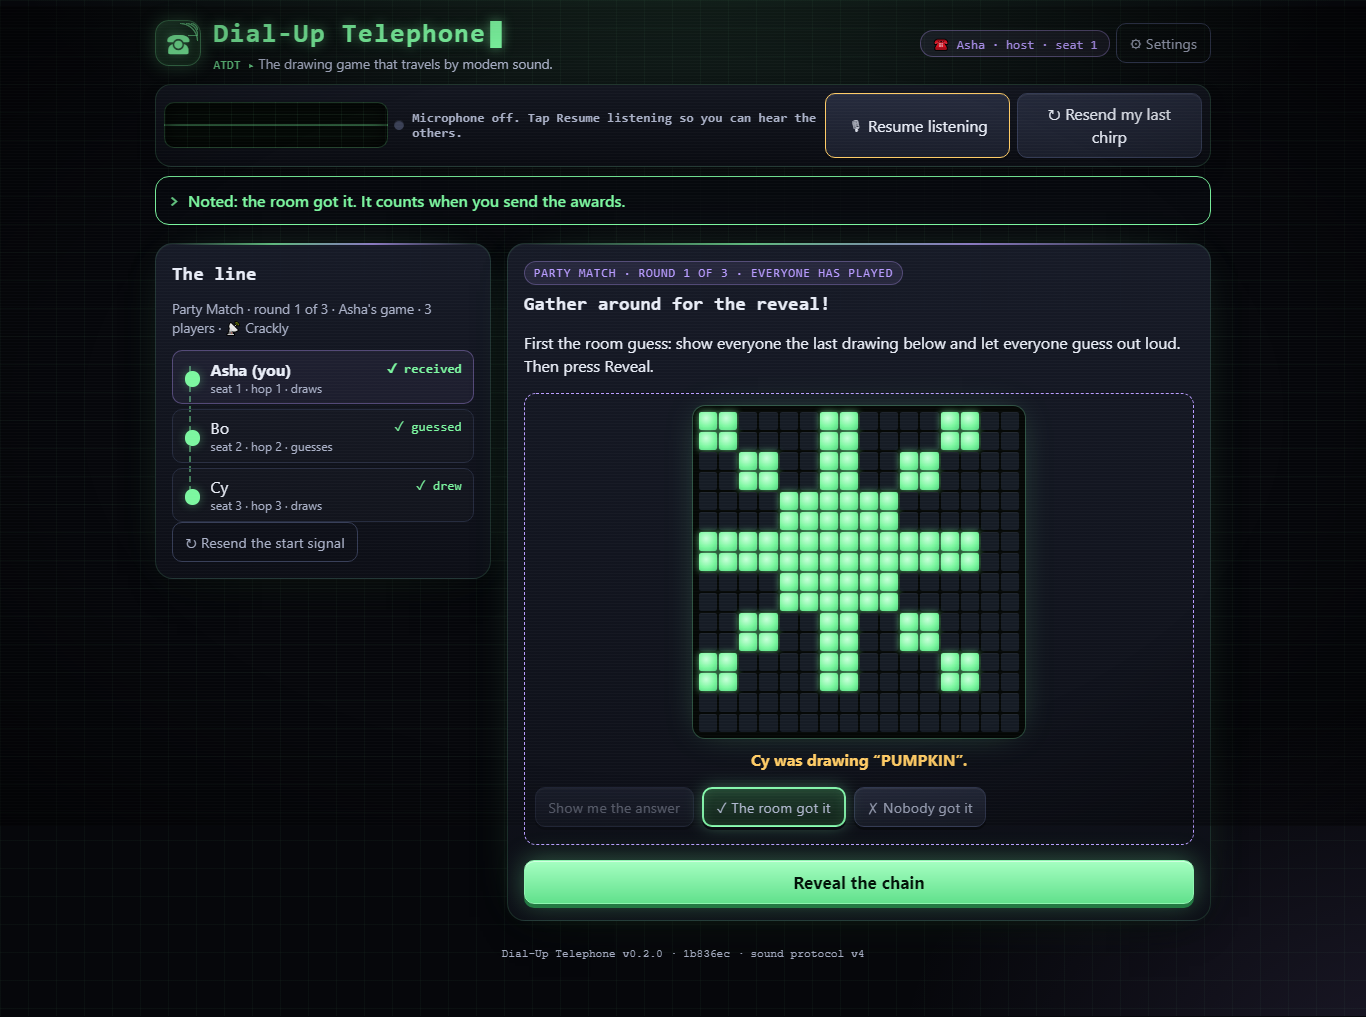 Dial-Up Telephone
ATDT ▸ The drawing game that travels by modem sound.
☎️ Asha · host · seat 1
⚙ Settings
Microphone off. Tap Resume listening so you can hear the
others.
🎙 Resume listening
↻ Resend my last
chirp
> Noted: the room got it. It counts when you send the awards.
The line
Party Match · round 1 of 3 · Asha's game · 3
players · 📡 Crackly
Asha (you)
✓ received
seat 1 · hop 1 · draws
Bo
✓ guessed
seat 2 · hop 2 · guesses
Cy
✓ drew
seat 3 · hop 3 · draws
↻ Resend the start signal
PARTY MATCH · ROUND 1 OF 3 · EVERYONE HAS PLAYED
Gather around for the reveal!
First the room guess: show everyone the last drawing below and let everyone guess out loud.
Then press Reveal.
Cy was drawing “PUMPKIN”.
Show me the answer
✓ The room got it
✗ Nobody got it
Reveal the chain
Dial-Up Telephone v0.2.0 · 1b836ec · sound protocol v4